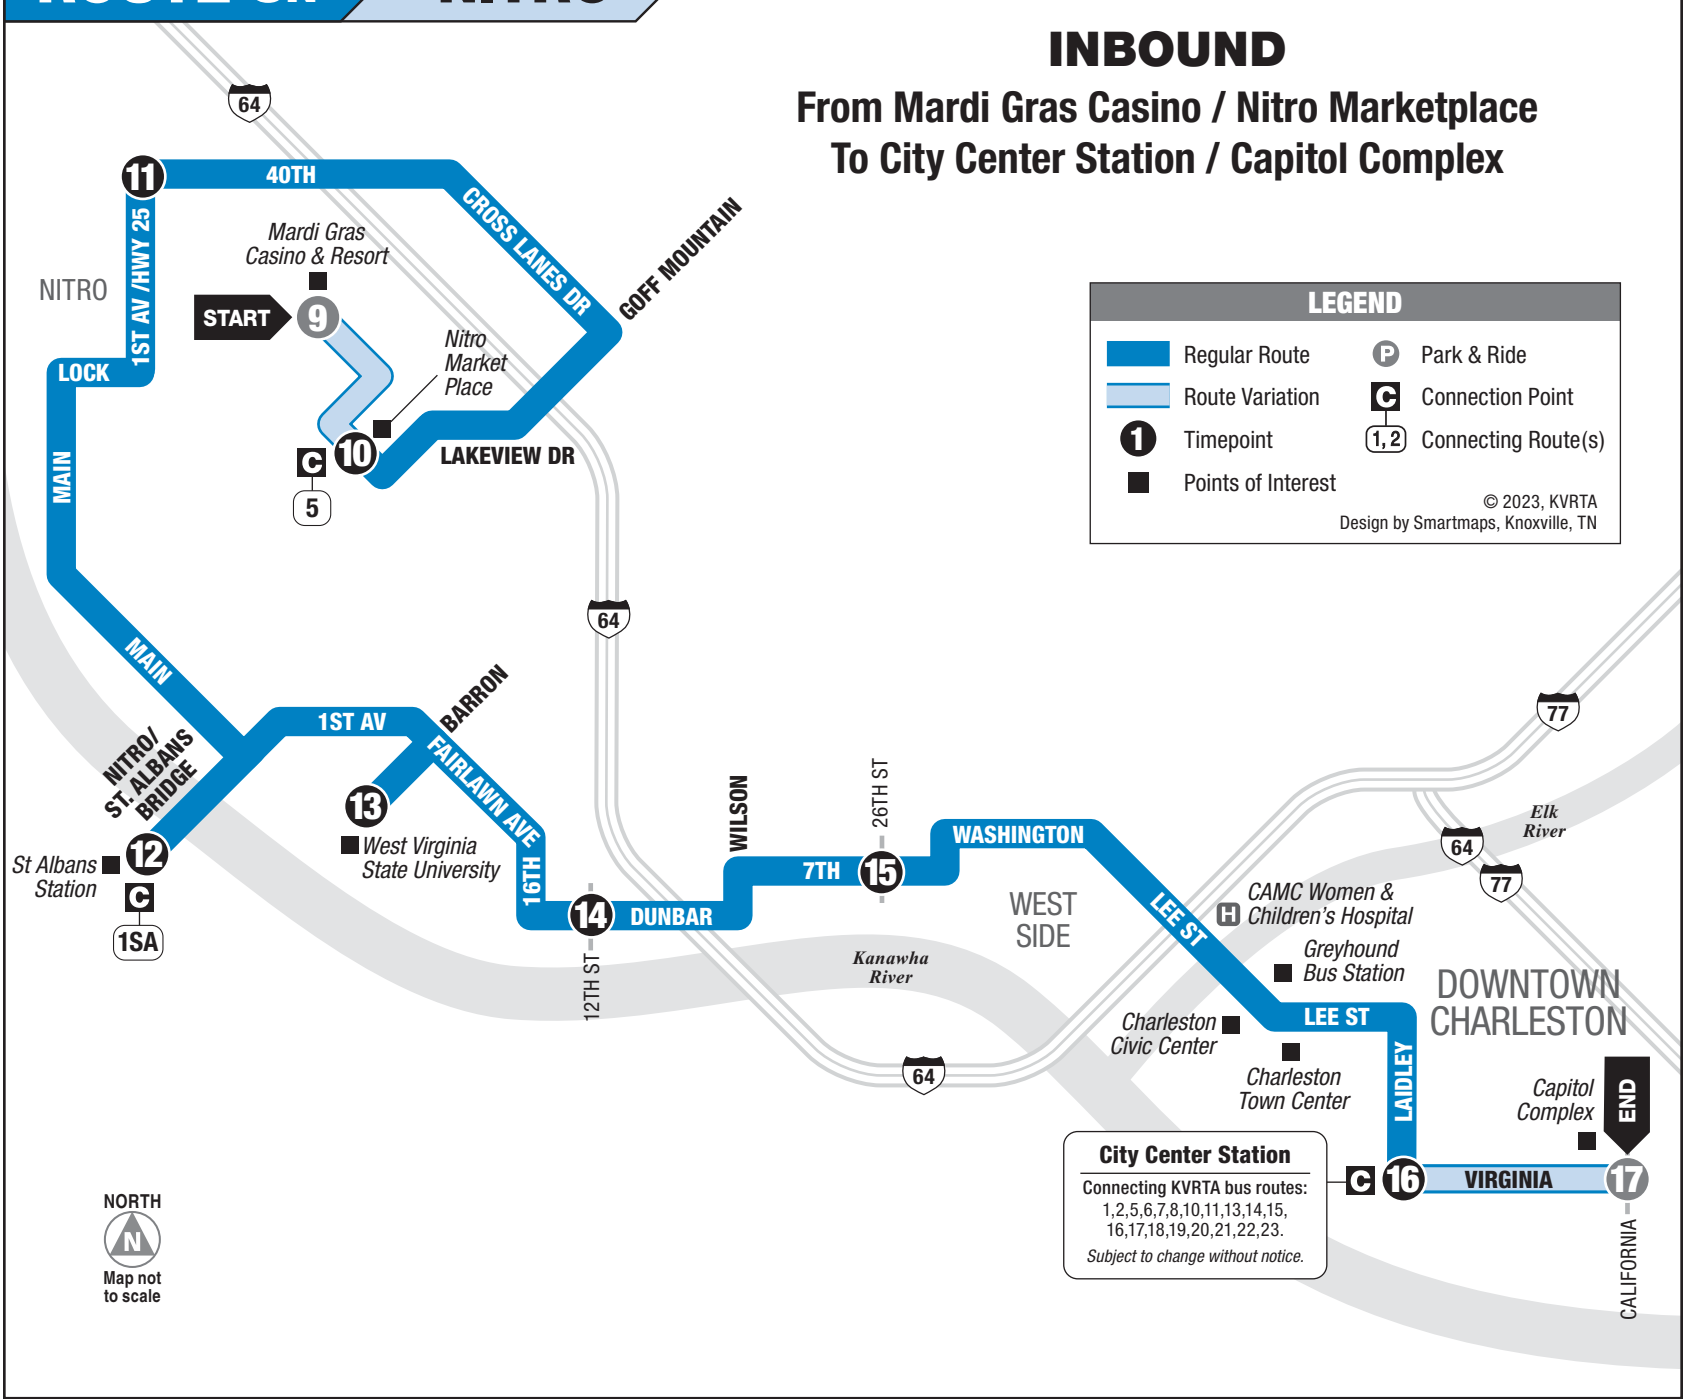 NITRO
INBOUND
From Mardi Gras Casino / Nitro Marketplace
To City Center Station / Capitol Complex
64
11
40TH
CROSS LANES DR
GOFF MOUNTAIN
1ST AV /HWY 25
NITRO
Mardi Gras
Casino & Resort
START
9
Nitro
Market
Place
LOCK
10
LAKEVIEW DR
C
5
MAIN
LEGEND
Regular Route
P
Park & Ride
Route Variation
C
Connection Point
1
Timepoint
1, 2
Connecting Route(s)
Points of Interest
© 2023, KVRTA
Design by Smartmaps, Knoxville, TN
64
MAIN
NITRO/
ST. ALBANS
BRIDGE
1ST AV
BARRON
FAIRLAWN AVE
13
West Virginia
State University
12
St Albans
Station
C
1SA
16TH
14
12TH ST
DUNBAR
WILSON
7TH
15
26TH ST
WASHINGTON
77
Elk
River
64
77
WEST
SIDE
LEE ST
H
CAMC Women &
Children's Hospital
Greyhound
Bus Station
Kanawha
River
64
DOWNTOWN
CHARLESTON
LEE ST
Charleston
Civic Center
Charleston
Town Center
LAIDLEY
Capitol
Complex
END
City Center Station
Connecting KVRTA bus routes:
1,2,5,6,7,8,10,11,13,14,15,
16,17,18,19,20,21,22,23.
Subject to change without notice.
C
16
VIRGINIA
17
CALIFORNIA
NORTH
N
Map not
to scale